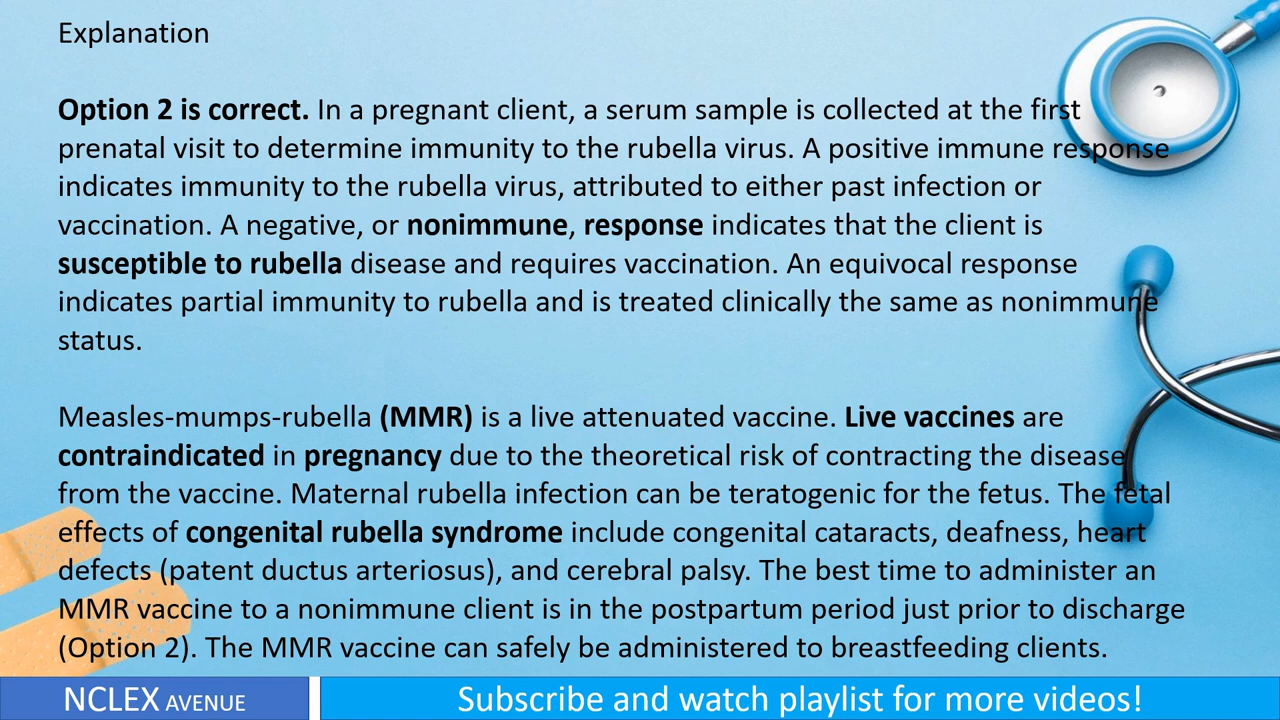 Explanation
Option 2 is correct. In a pregnant client, a serum sample is collected at the first
prenatal visit to determine immunity to the rubella virus. A positive immune response
indicates immunity to the rubella virus, attributed to either past infection or
vaccination. A negative, or nonimmune, response indicates that the client is
susceptible to rubella disease and requires vaccination. An equivocal response
indicates partial immunity to rubella and is treated clinically the same as nonimmune
status.
Measles-mumps-rubella (MMR) is a live attenuated vaccine. Live vaccines are
contraindicated in pregnancy due to the theoretical risk of contracting the disease
from the vaccine. Maternal rubella infection can be teratogenic for the fetus. The fetal
effects of congenital rubella syndrome include congenital cataracts, deafness, heart
defects (patent ductus arteriosus), and cerebral palsy. The best time to administer an
MMR vaccine to a nonimmune client is in the postpartum period just prior to discharge
(Option 2). The MMR vaccine can safely be administered to breastfeeding clients.
NCLEX AVENUE
Subscribe and watch playlist for more videos!